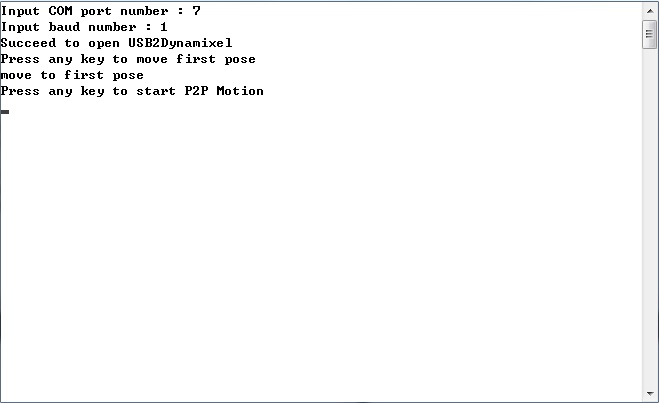 Input COM port number : 7
Input baud number : 1
Succeed to open USB2Dynamixel
Press any key to move first pose
move to first pose
Press any key to start P2P Motion